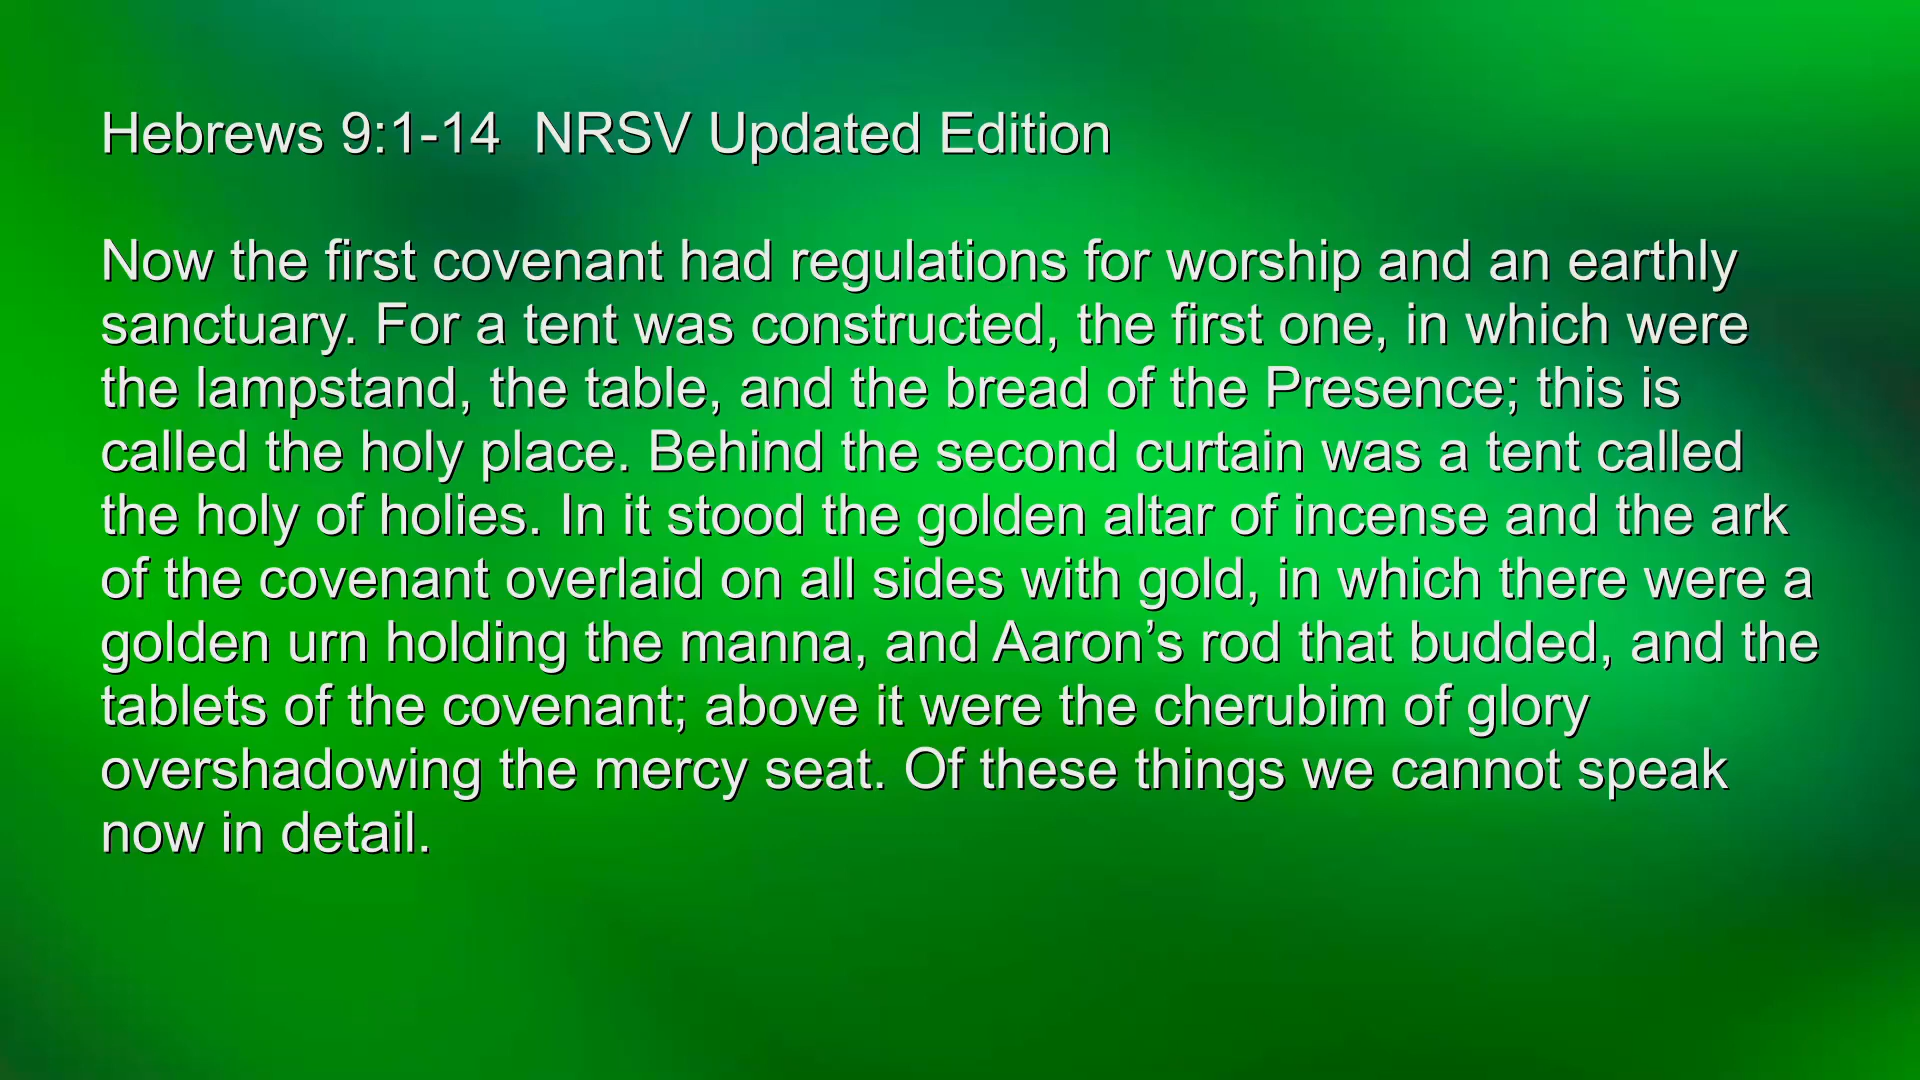 Hebrews 9:1-14  NRSV Updated Edition
Now the first covenant had regulations for worship and an earthly
sanctuary. For a tent was constructed, the first one, in which were
the lampstand, the table, and the bread of the Presence; this is
called the holy place. Behind the second curtain was a tent called
the holy of holies. In it stood the golden altar of incense and the ark
of the covenant overlaid on all sides with gold, in which there were a
golden urn holding the manna, and Aaron’s rod that budded, and the
tablets of the covenant; above it were the cherubim of glory
overshadowing the mercy seat. Of these things we cannot speak
now in detail.